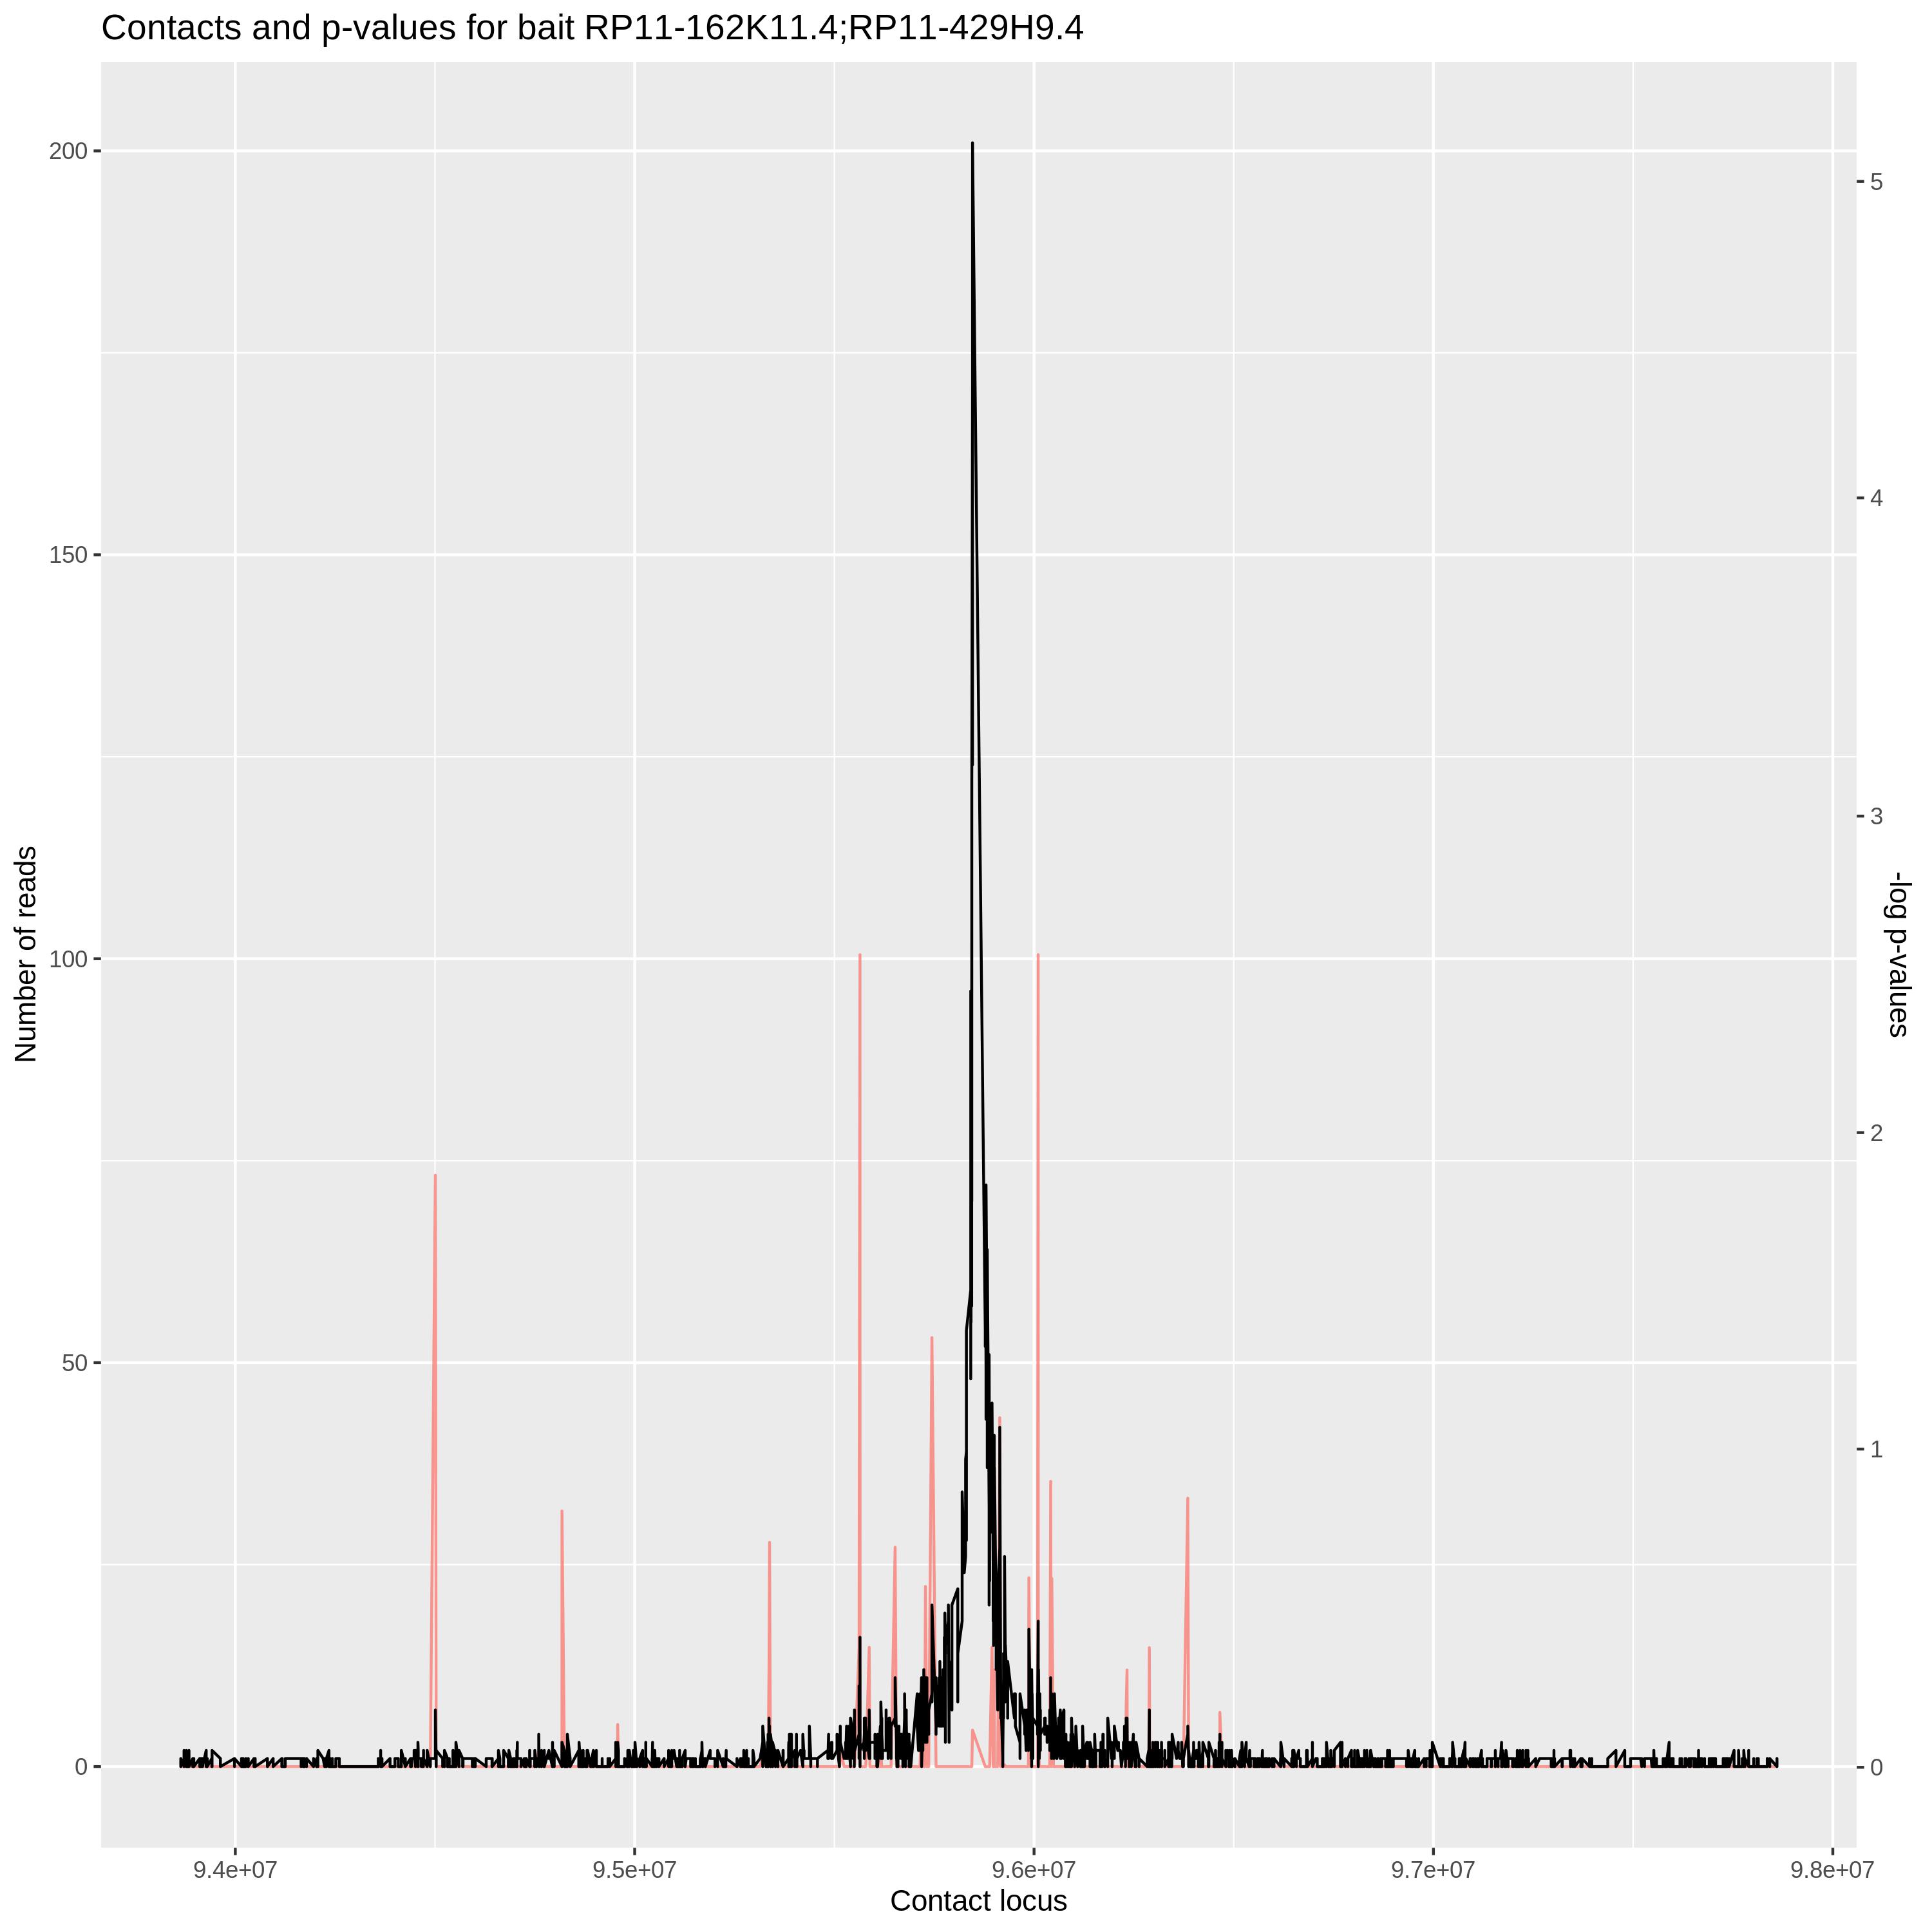 Contacts and p-values for bait RP11-162K11.4;RP11-429H9.4
200
150
100
50
0
Number of reads
5
4
3
2
1
0
-log p-values
9.4e+07 9.5e+07 9.6e+07 9.7e+07 9.8e+07
Contact locus